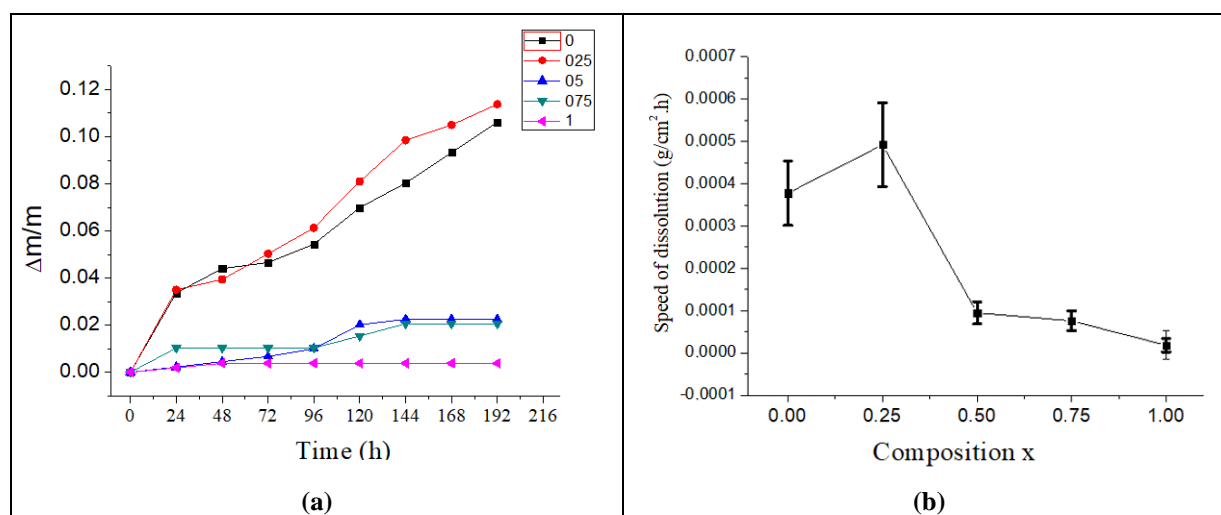 0
025
05
075
1
0.12
0.10
0.08
0.06
0.04
0.02
0.00
Δm/m
0 24 48 72 96 120 144 168 192 216
Time (h)
(a)
0.0007
0.0006
0.0005
0.0004
0.0003
0.0002
0.0001
0.0000
-0.0001
Speed of dissolution (g/cm².h)
0.00 0.25 0.50 0.75 1.00
Composition x
(b)